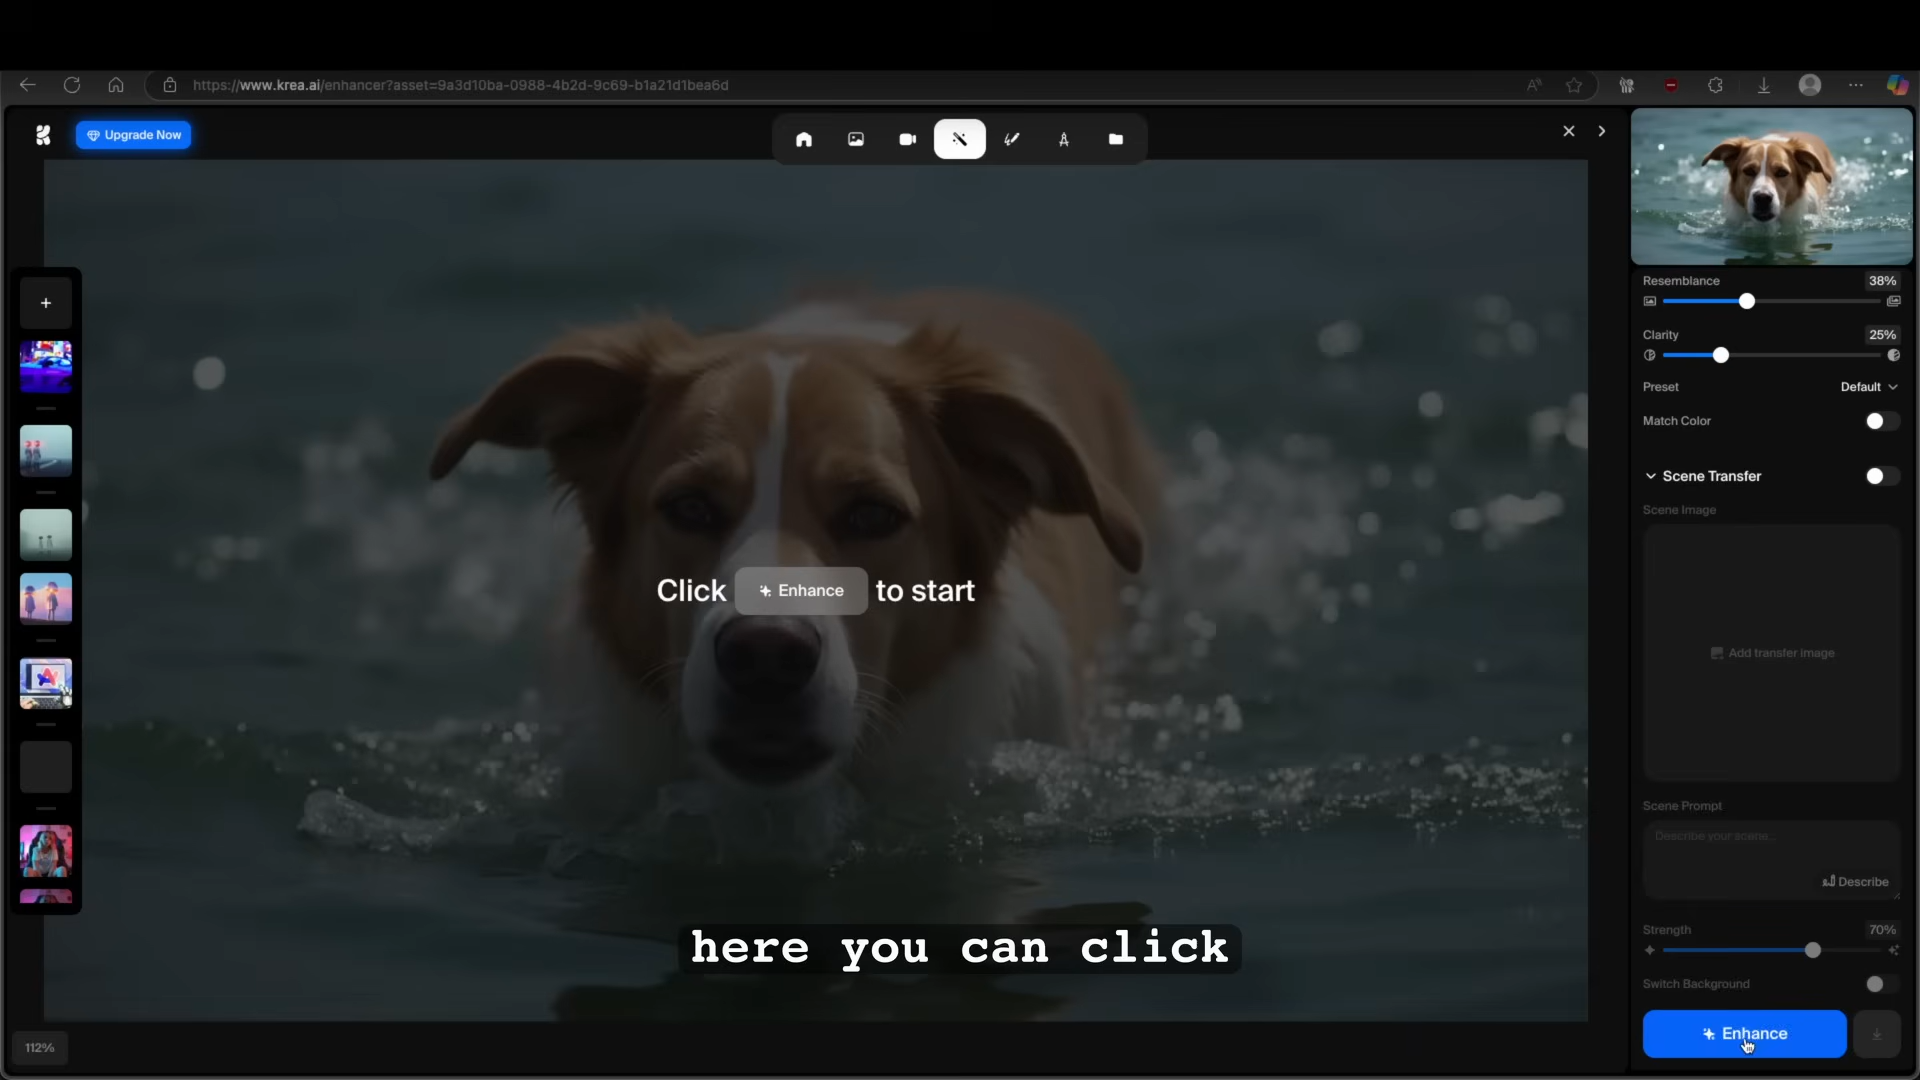 https://www.krea.ai/enhancer?asset=9a3d10ba-0988-4b2d-9c69-b1a21d1bea6d
Upgrade Now
Resemblance
38%
Clarity
25%
Preset
Default
Match Color
Scene Transfer
Scene Image
Add transfer image
Scene Prompt
Describe your scene...
Describe
Strength
70%
Switch Background
Enhance
Click Enhance to start
here you can click
112%